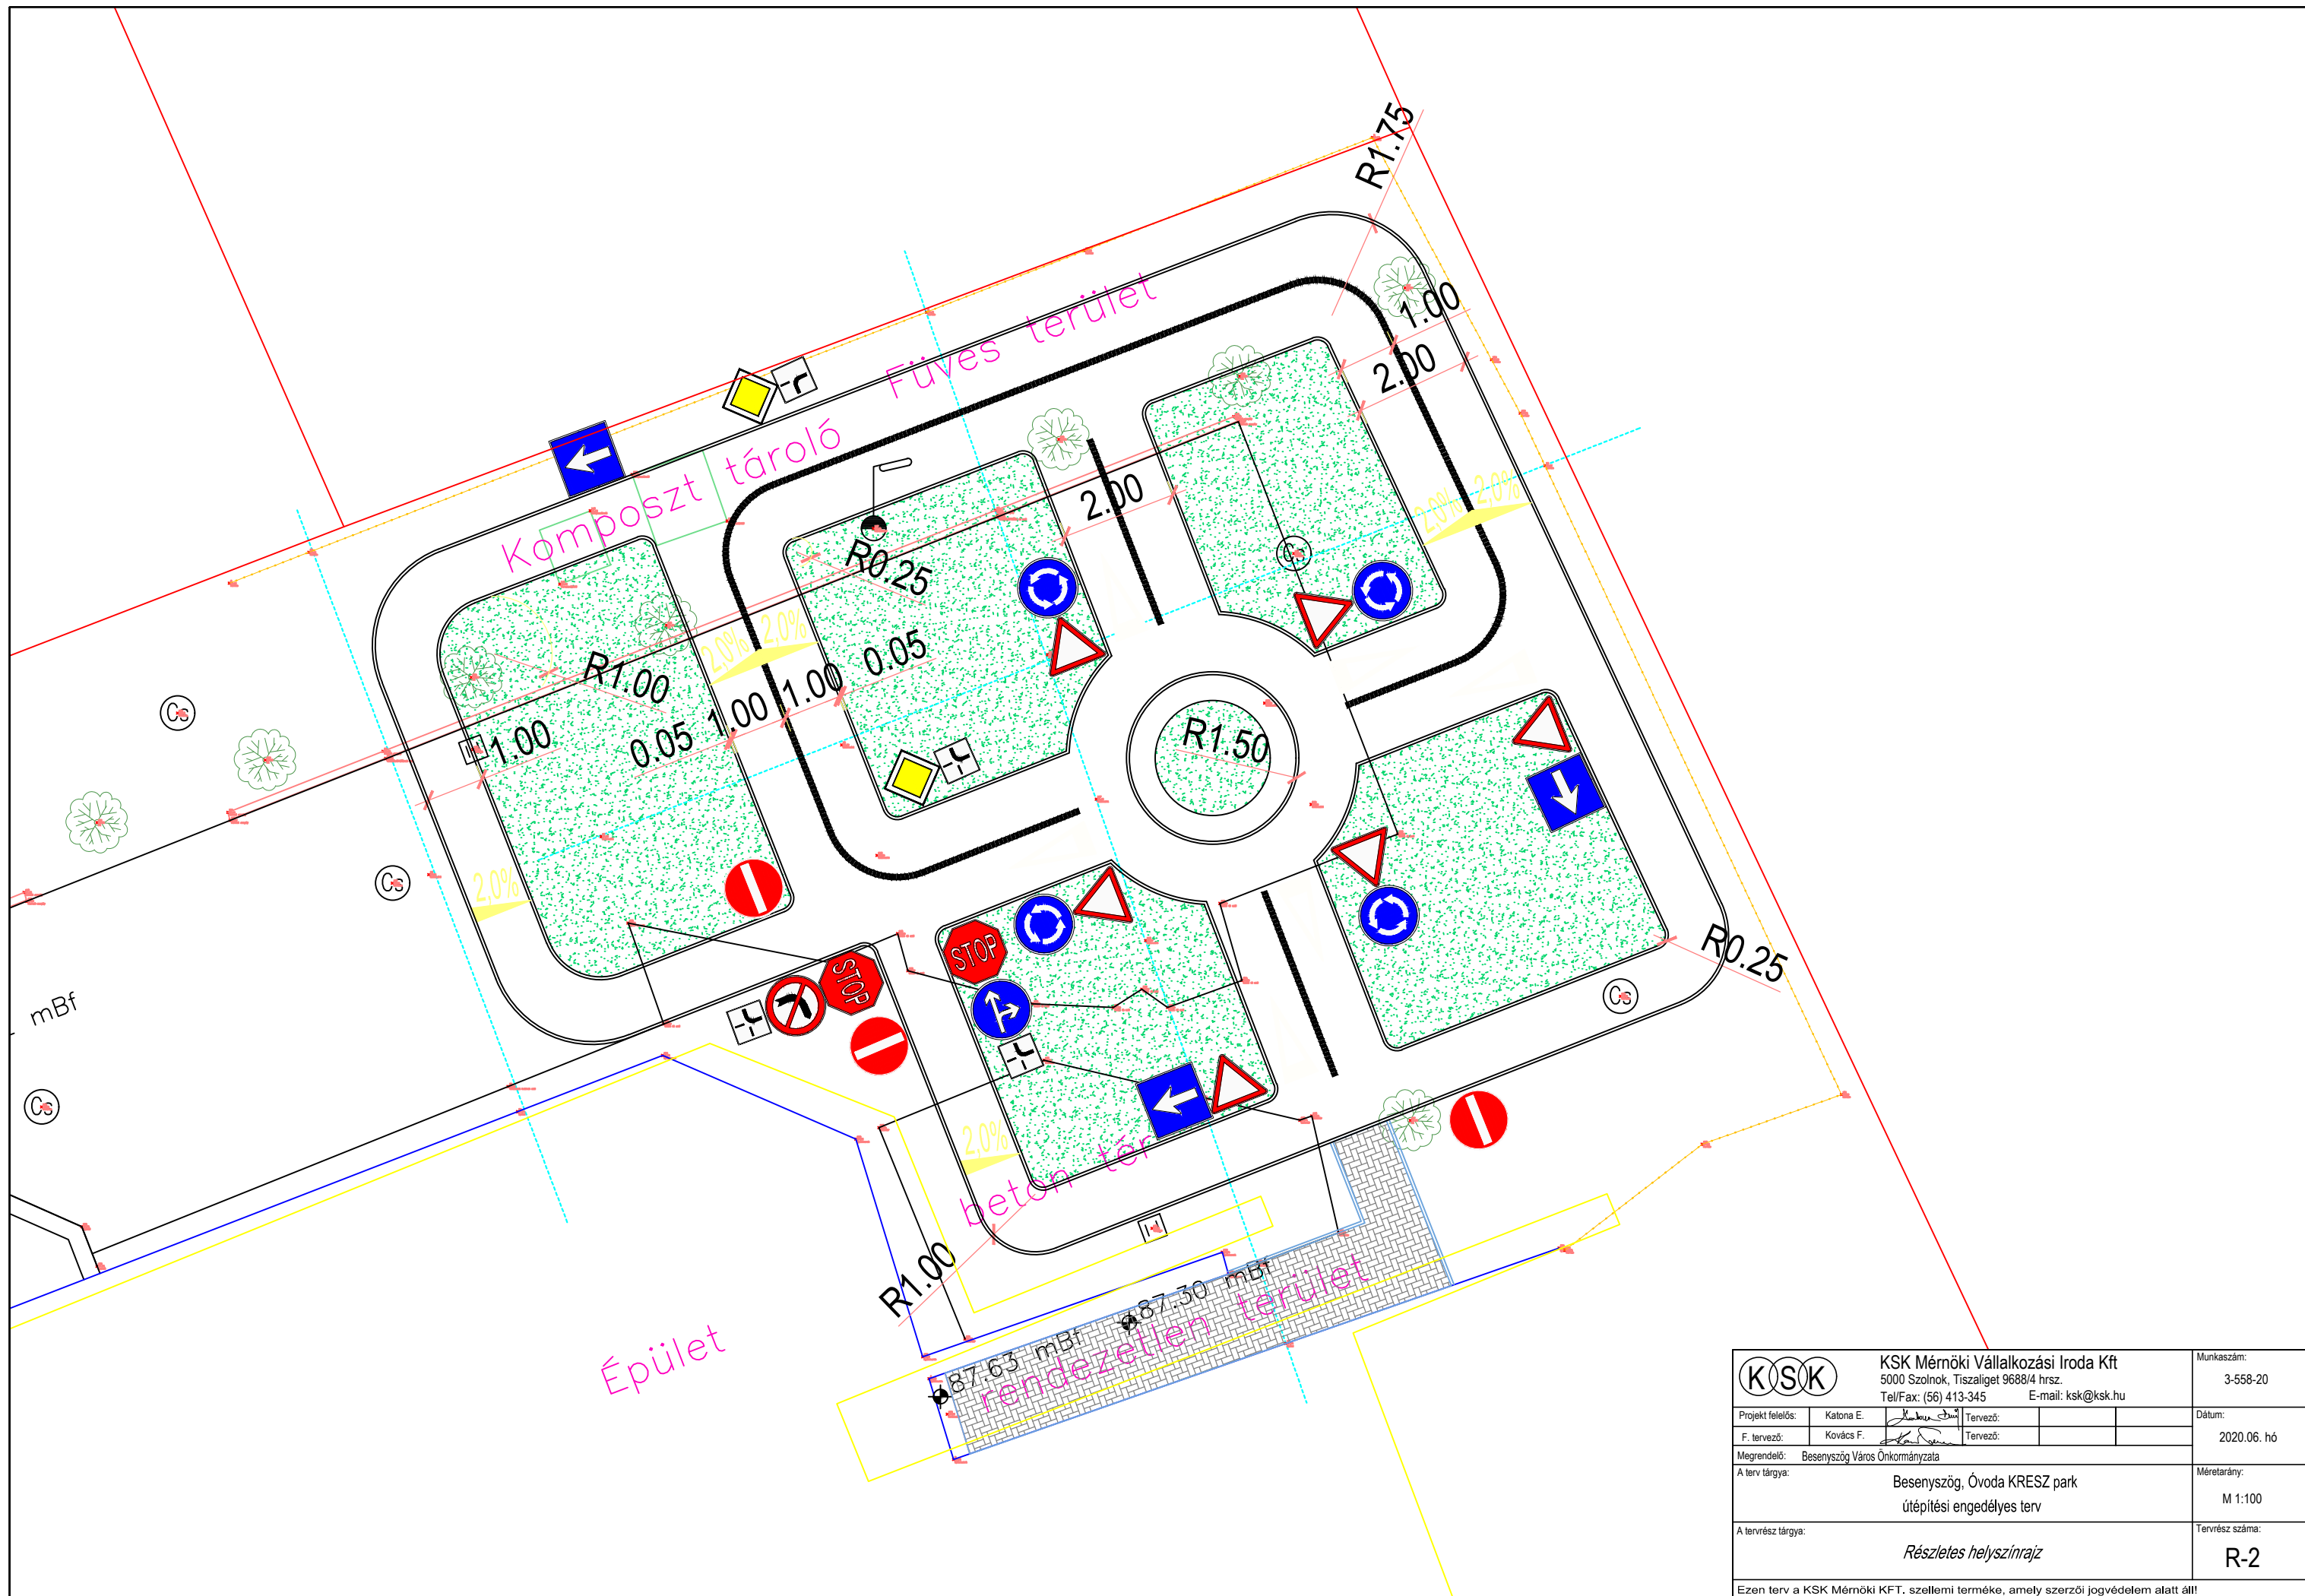 R1.75
Füves terület
1.00
2.00
Komposzt tároló
2.00
2.0%
2.0%
R0.25
2.0%
2.0%
0.05
1.00
R1.00
1.00
0.05
1.00
R1.50
Cs
Cs
Cs
Cs
Cs
2.0%
STOP
STOP
R0.25
mBf
2.0%
beton tér
R1.00
87.30 mBf
rendezetlen terület
87.63 mBf
Épület
KSK
KSK Mérnöki Vállalkozási Iroda Kft
5000 Szolnok, Tiszaliget 9688/4 hrsz.
Tel/Fax: (56) 413-345 E-mail: ksk@ksk.hu
Munkaszám:
3-558-20
Projekt felelős: Katona E. Tervező:
F. tervező: Kovács F. Tervező:
Dátum:
2020.06. hó
Megrendelő: Besenyszög Város Önkormányzata
A terv tárgya:
Besenyszög, Óvoda KRESZ park
útépítési engedélyes terv
Méretarány:
M 1:100
A tervrész tárgya:
Részletes helyszínrajz
Tervrész száma:
R-2
Ezen terv a KSK Mérnöki KFT. szellemi terméke, amely szerzői jogvédelem alatt áll!